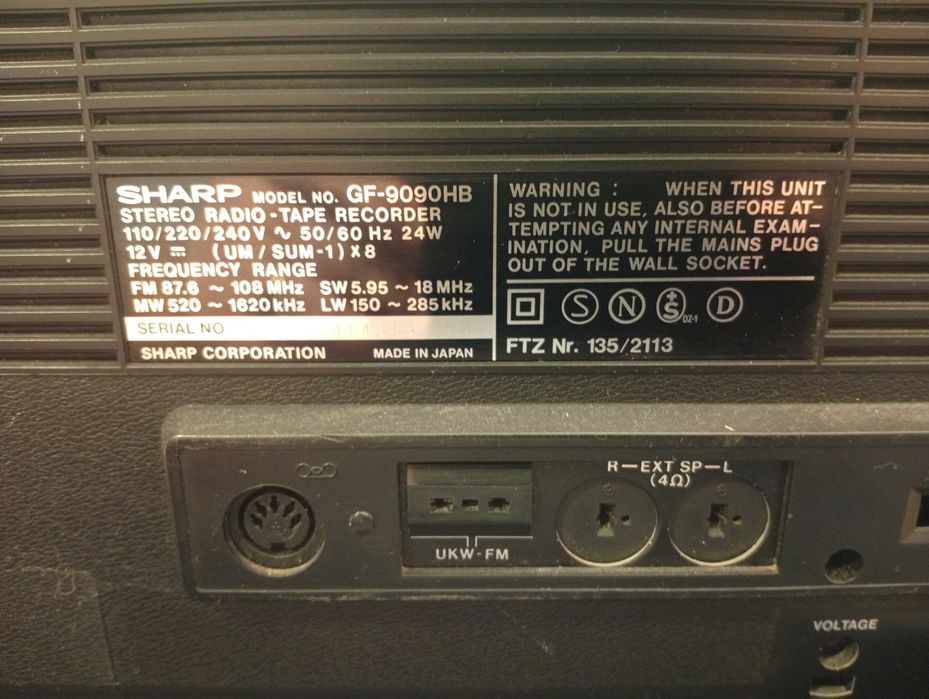 SHARP MODEL NO. GF-9090HB
STEREO RADIO-TAPE RECORDER
110/220/240V ~ 50/60 Hz 24W
12V ⎓ (UM/SUM-1)×8
FREQUENCY RANGE
FM 87.6 ~ 108 MHz SW 5.95 ~ 18 MHz
MW 520 ~ 1620 kHz LW 150 ~ 285 kHz
SERIAL NO.
SHARP CORPORATION MADE IN JAPAN
WARNING : WHEN THIS UNIT
IS NOT IN USE, ALSO BEFORE AT-
TEMPTING ANY INTERNAL EXAM-
INATION, PULL THE MAINS PLUG
OUT OF THE WALL SOCKET.
S N S DZ-1 D
FTZ Nr. 135/2113
R-EXT SP-L
(4Ω)
UKW-FM
VOLTAGE